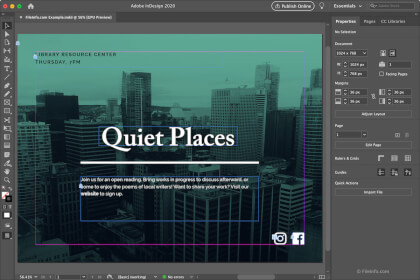 Adobe InDesign 2020
Publish Online
Essentials
× FileInfo.com Example.indd @ 96% [GPU Preview]
Properties
Pages
CC Libraries
No Selection
Document
1024 x 768
W: 1024 px
H: 768 px
1
Facing Pages
Margins
36 px
36 px
36 px
36 px
Adjust Layout
Page
1
Edit Page
Rulers & Grids
Guides
Quick Actions
Import File
LIBRARY RESOURCE CENTER
THURSDAY, 7PM
Quiet Places
Join us for an open reading. Bring works in progress to discuss afterward, or
come to enjoy the poems of local writers! Want to share your work? Visit our
website to sign up.
1
[Basic] (working)
No errors
© FileInfo.com